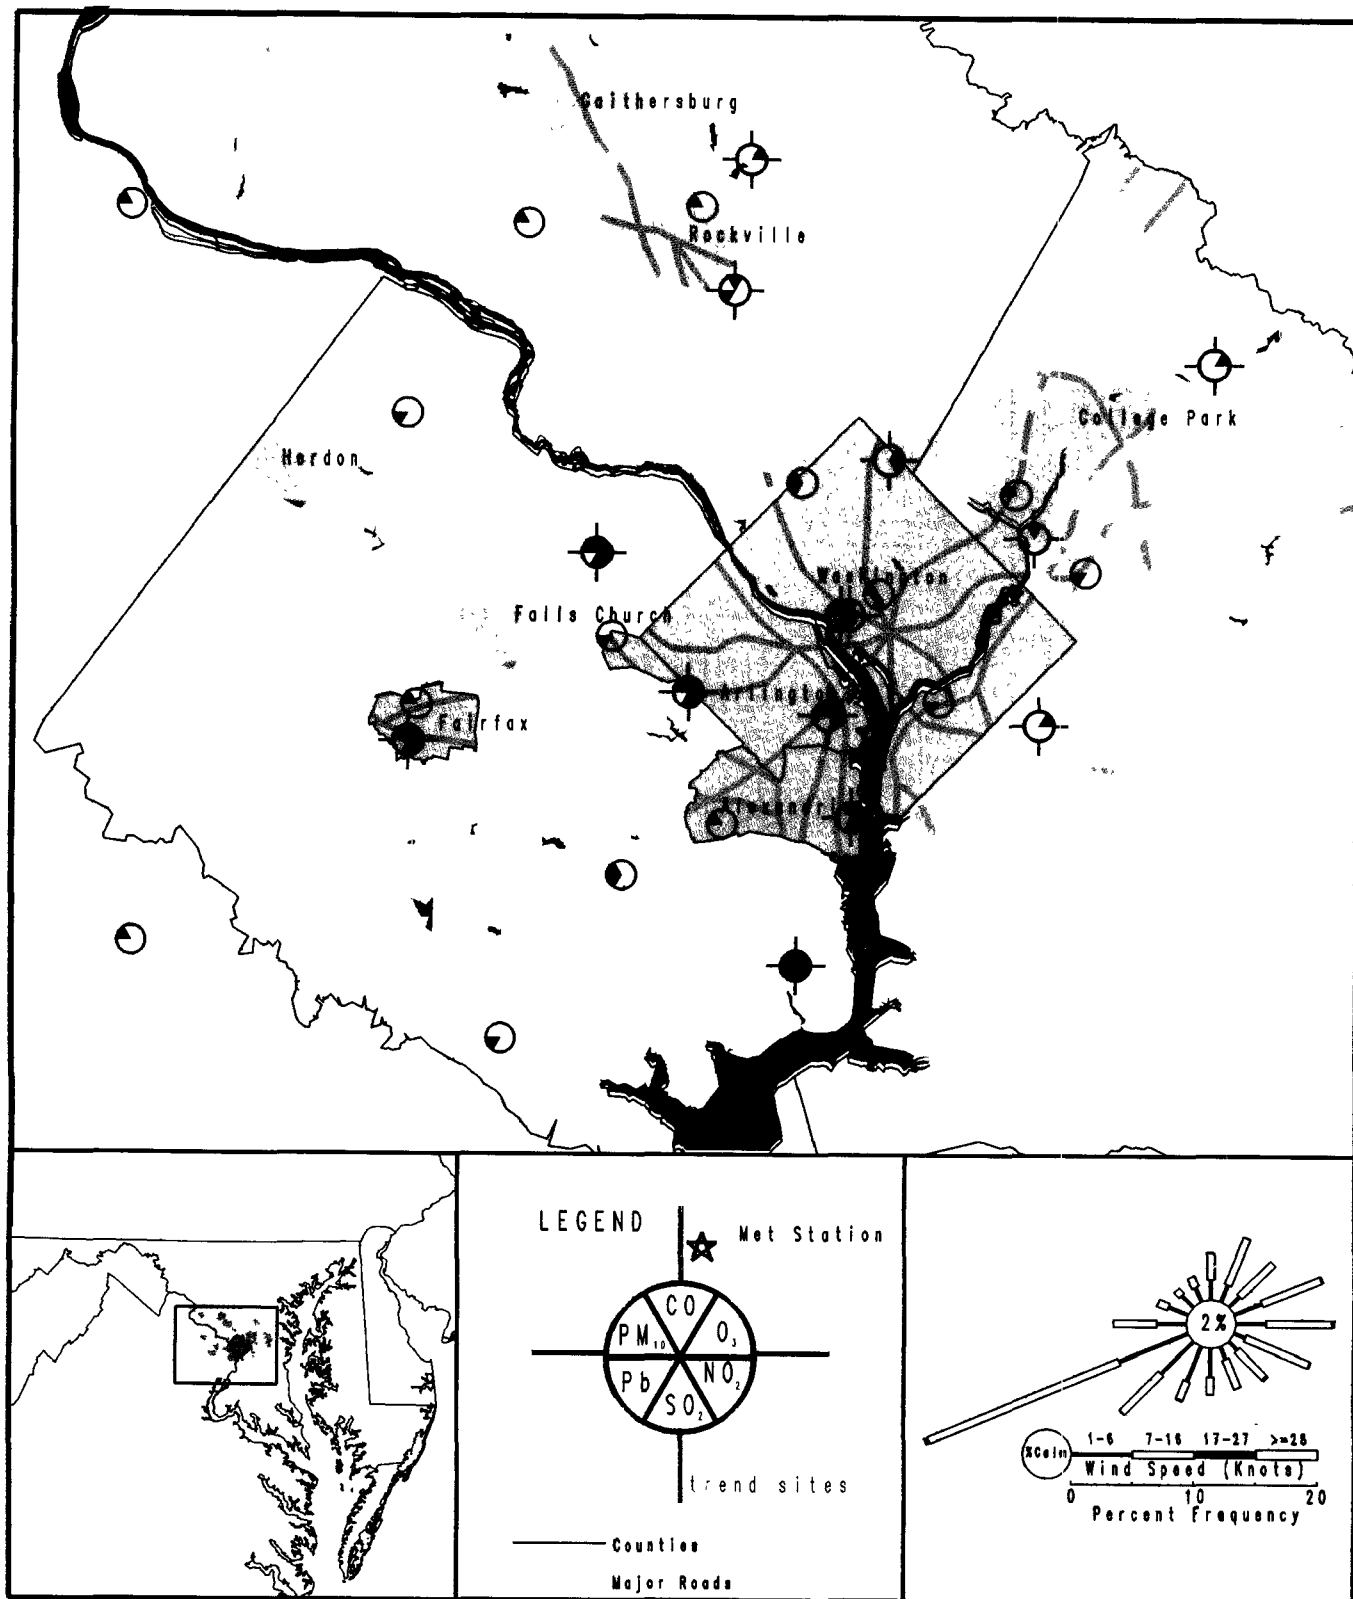 Gaithersburg
Rockville
College Park
Herdon
Washington
Falls Church
Arlington
Fairfax
LEGEND
Met Station
CO
PM₁₀
O₃
Pb
NO₂
SO₂
trend sites
Counties
Major Roads
2%
%Calm
1-6 7-16 17-27 >=28
Wind Speed (Knots)
0 10 20
Percent Frequency